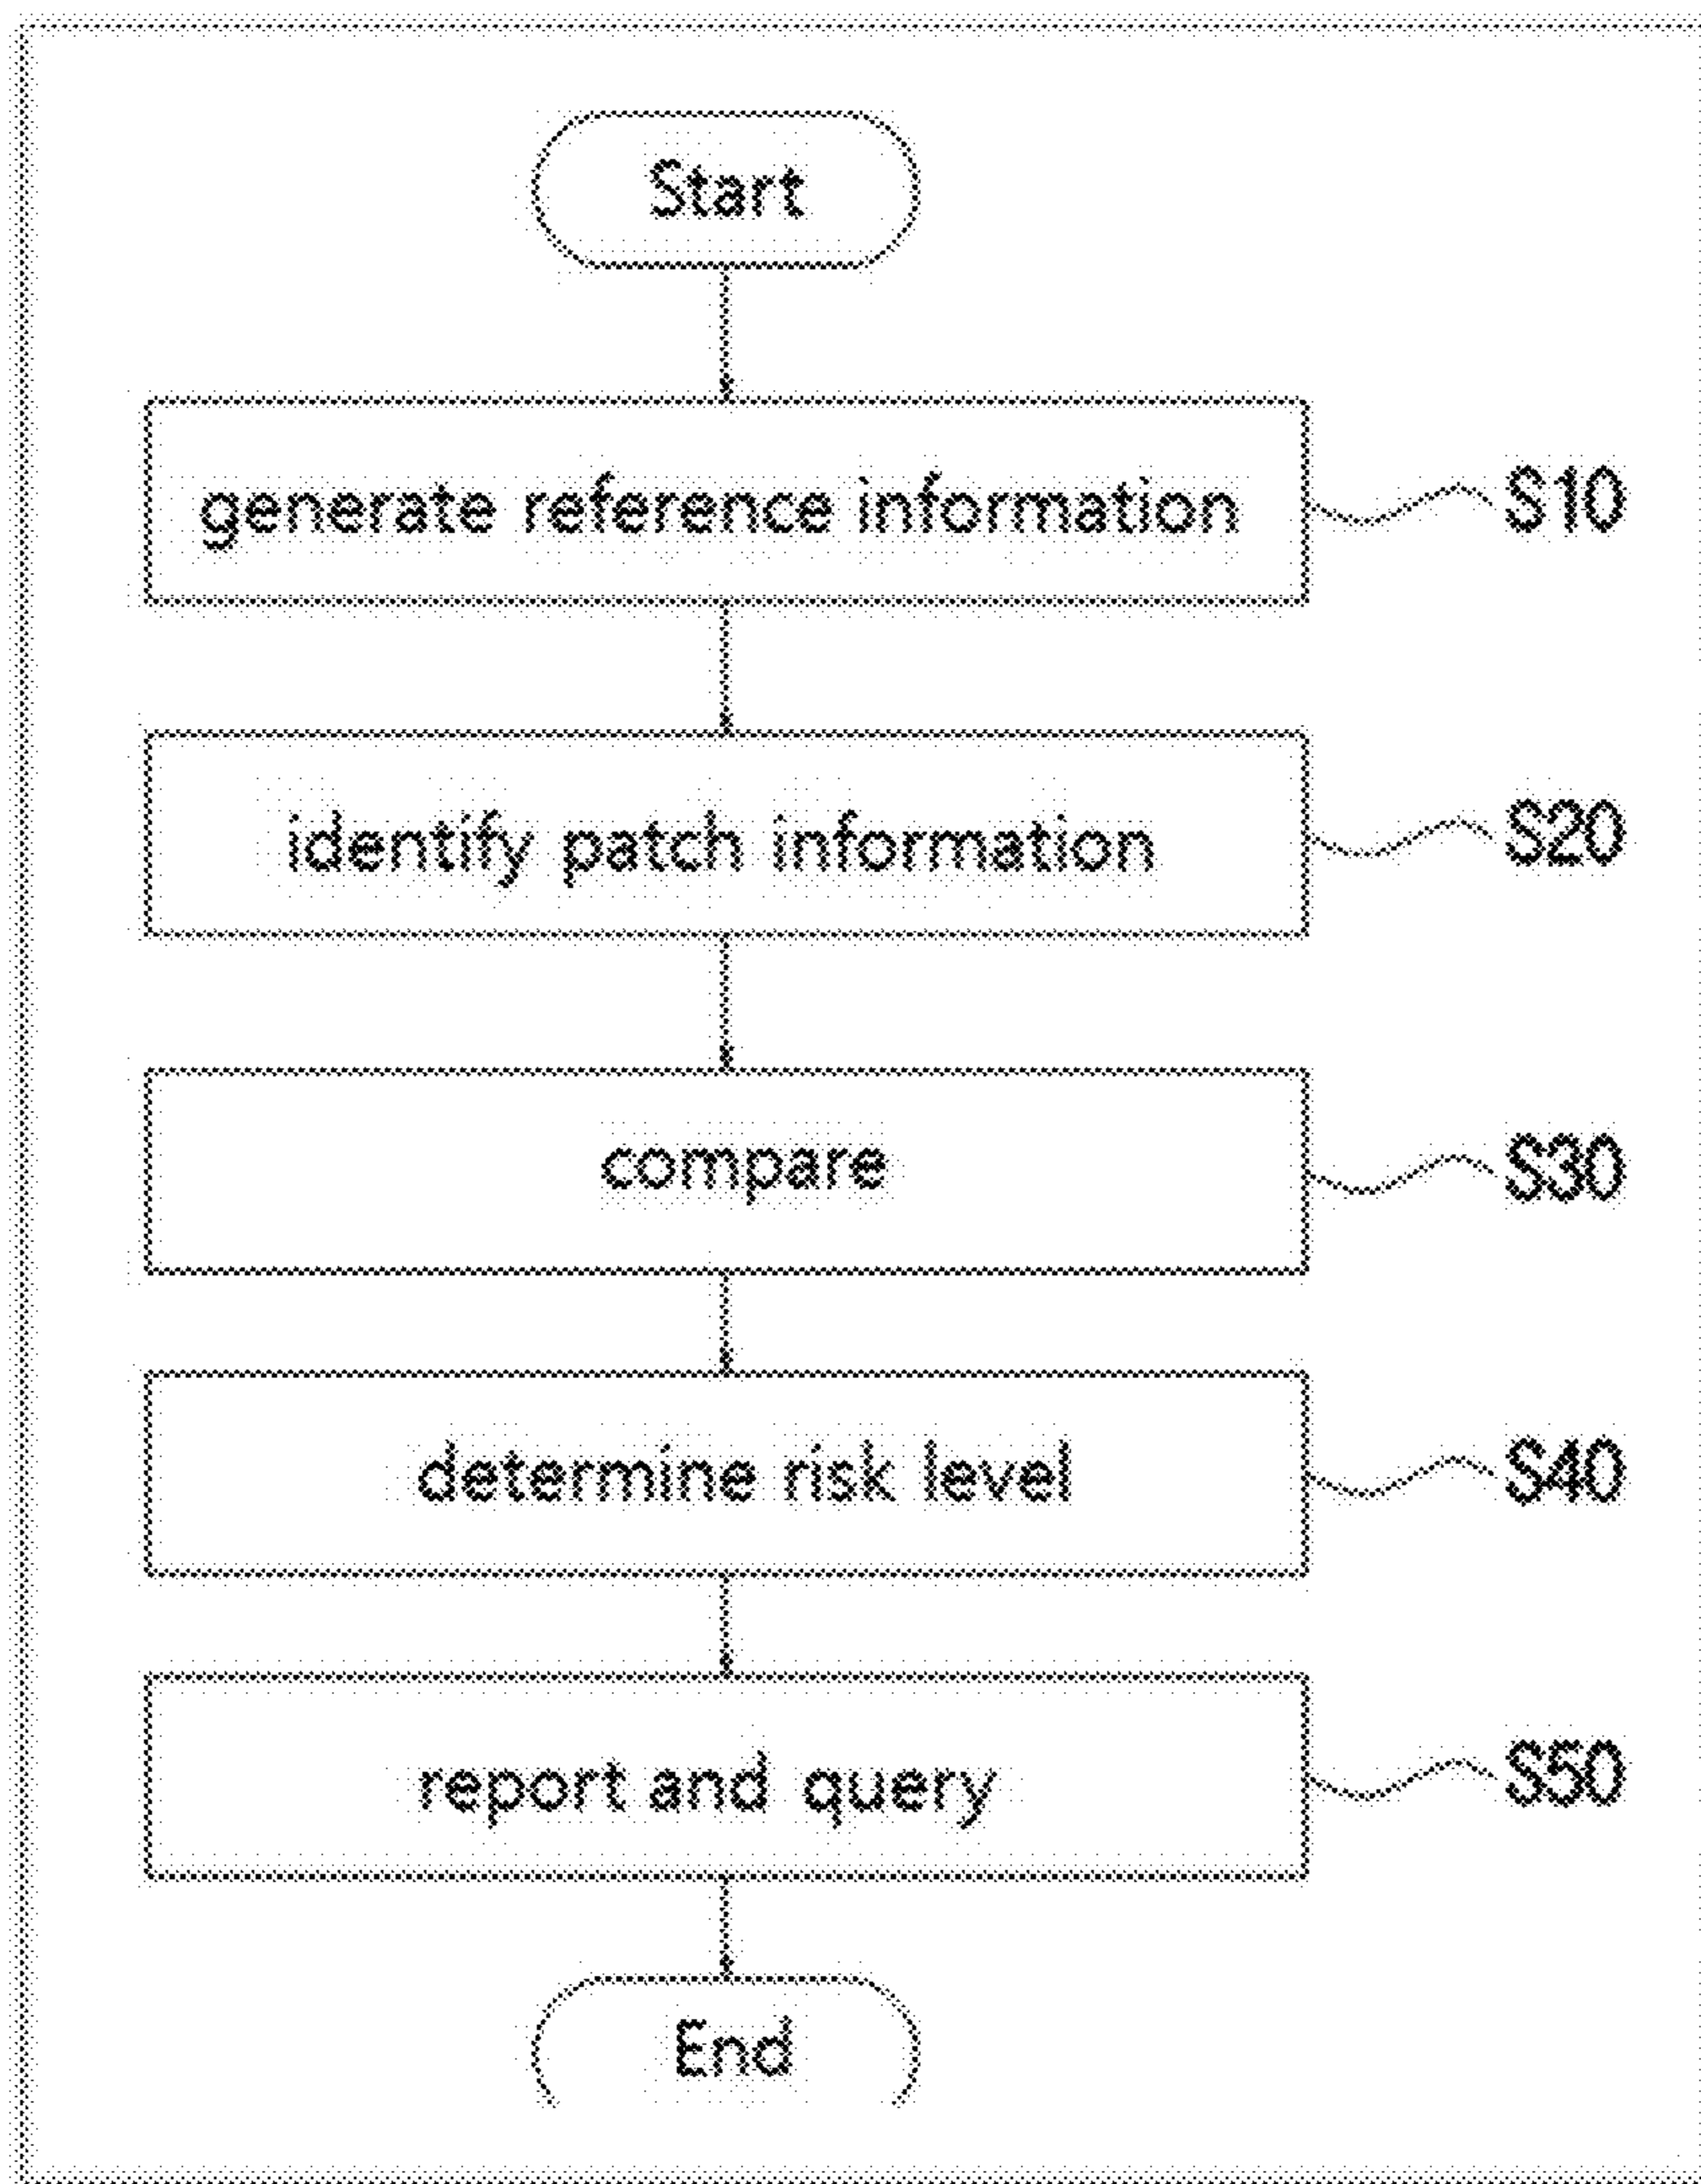 Start
generate reference information S10
identify patch information S20
compare S30
determine risk level S40
report and query S50
End